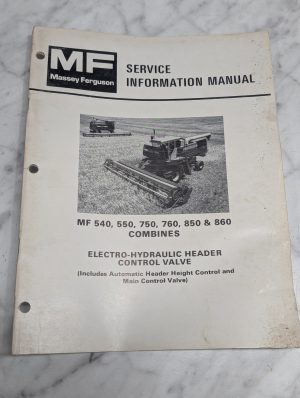 MF
Massey Ferguson
SERVICE
INFORMATION MANUAL
MF 540, 550, 750, 760, 850 & 860
COMBINES
ELECTRO-HYDRAULIC HEADER
CONTROL VALVE
(Includes Automatic Header Height Control and
Main Control Valve)